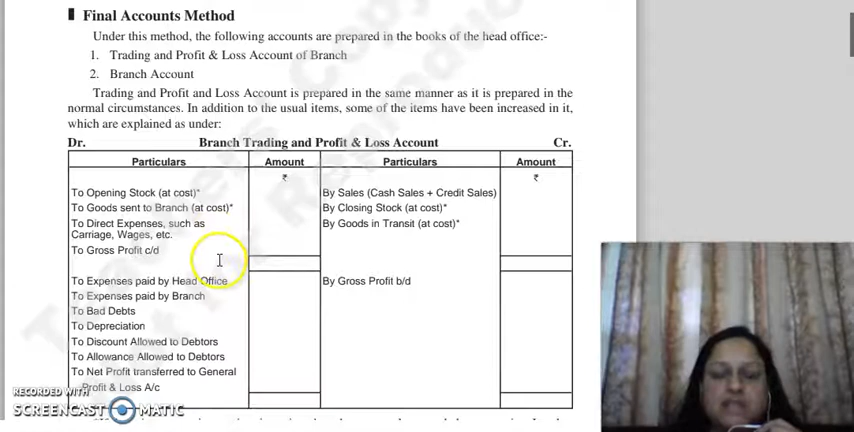 Final Accounts Method
Under this method, the following accounts are prepared in the books of the head office:-
1. Trading and Profit & Loss Account of Branch
2. Branch Account
Trading and Profit and Loss Account is prepared in the same manner as it is prepared in the
normal circumstances. In addition to the usual items, some of the items have been increased in it,
which are explained as under:
Dr. Branch Trading and Profit & Loss Account Cr.
Particulars Amount Particulars Amount
₹ ₹
To Opening Stock (at cost)* By Sales (Cash Sales + Credit Sales)
To Goods sent to Branch (at cost)* By Closing Stock (at cost)*
To Direct Expenses, such as By Goods in Transit (at cost)*
Carriage, Wages, etc.
To Gross Profit c/d
To Expenses paid by Head Office By Gross Profit b/d
To Expenses paid by Branch
To Bad Debts
To Depreciation
To Discount Allowed to Debtors
To Allowance Allowed to Debtors
To Net Profit transferred to General
Profit & Loss A/c
RECORDED WITH
SCREENCAST MATIC